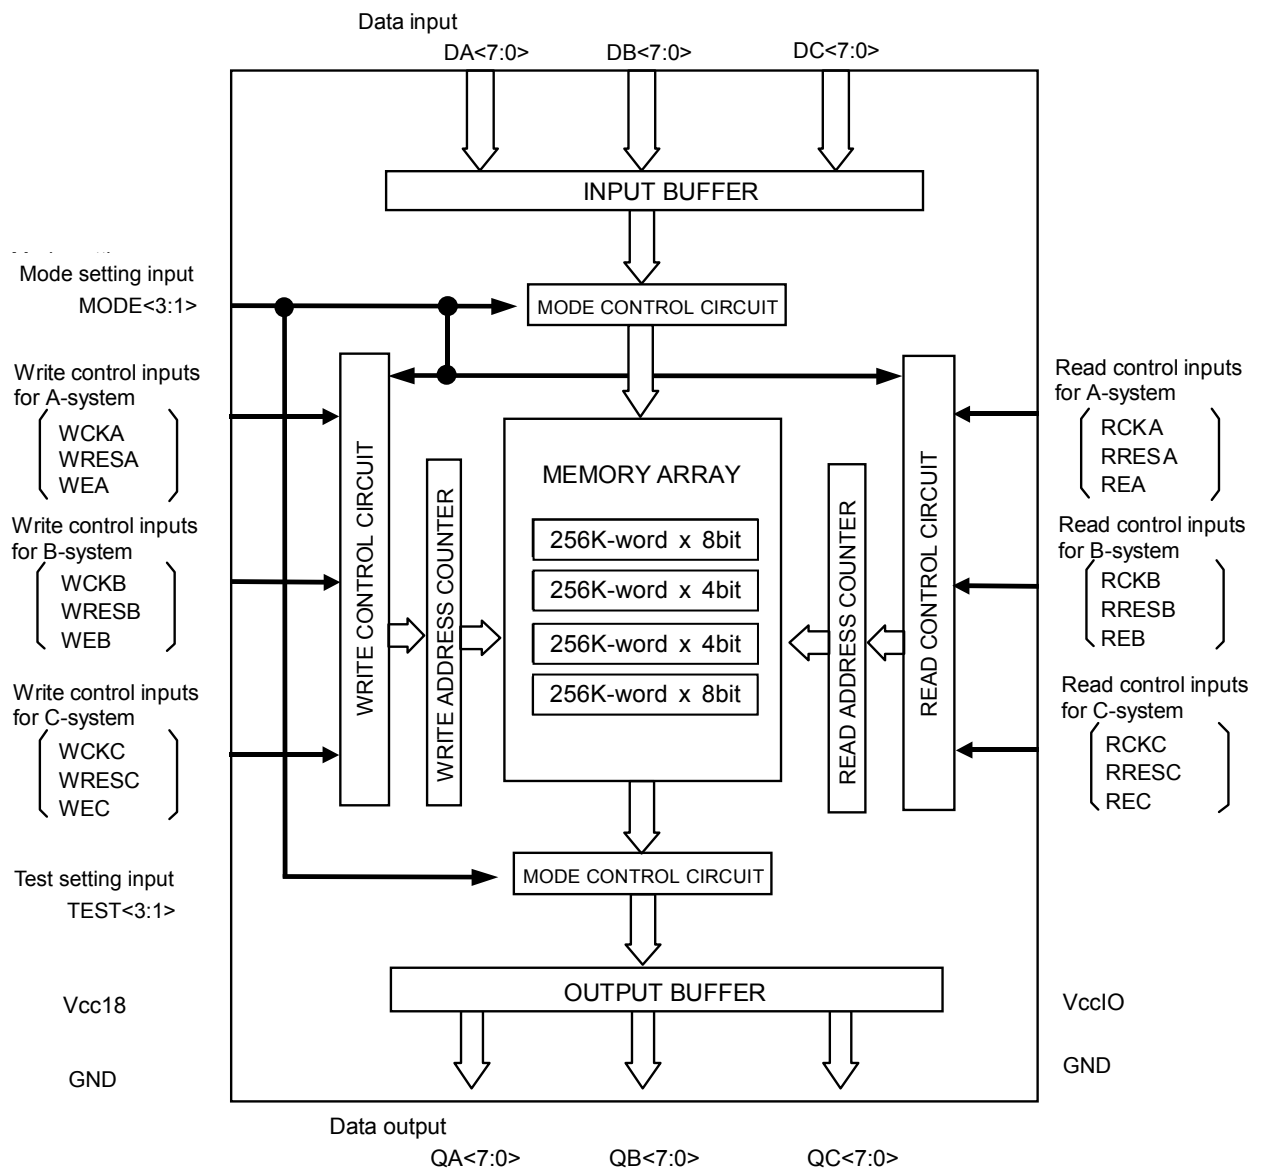 Data input
DA<7:0>
DB<7:0>
DC<7:0>
INPUT BUFFER
Mode setting input
MODE<3:1>
MODE CONTROL CIRCUIT
Write control inputs
for A-system
WCKA
WRESA
WEA
Write control inputs
for B-system
WCKB
WRESB
WEB
Write control inputs
for C-system
WCKC
WRESC
WEC
WRITE CONTROL CIRCUIT
WRITE ADDRESS COUNTER
MEMORY ARRAY
256K-word x 8bit
256K-word x 4bit
256K-word x 4bit
256K-word x 8bit
READ ADDRESS COUNTER
READ CONTROL CIRCUIT
Read control inputs
for A-system
RCKA
RRESA
REA
Read control inputs
for B-system
RCKB
RRESB
REB
Read control inputs
for C-system
RCKC
RRESC
REC
Test setting input
TEST<3:1>
MODE CONTROL CIRCUIT
OUTPUT BUFFER
Vcc18
GND
VccIO
GND
Data output
QA<7:0>
QB<7:0>
QC<7:0>